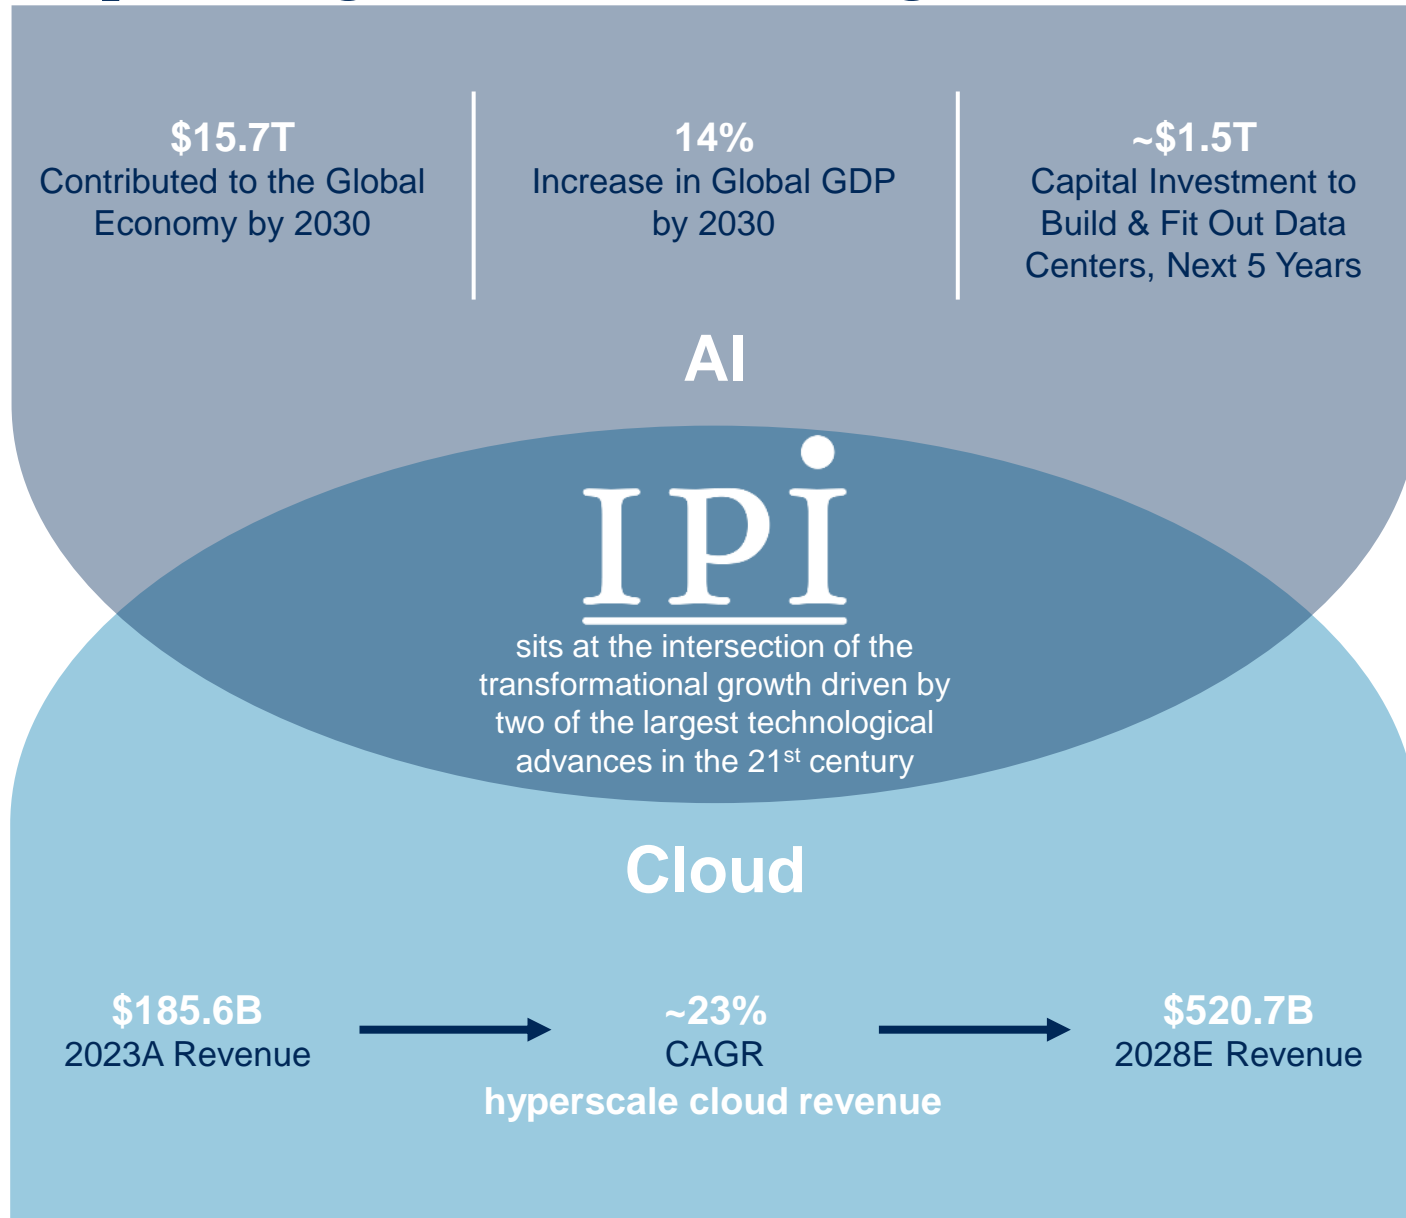 $15.7T
Contributed to the Global
Economy by 2030
14%
Increase in Global GDP
by 2030
~$1.5T
Capital Investment to
Build & Fit Out Data
Centers, Next 5 Years
AI
IPi
sits at the intersection of the
transformational growth driven by
two of the largest technological
advances in the 21st century
Cloud
$185.6B
2023A Revenue
~23%
CAGR
$520.7B
2028E Revenue
hyperscale cloud revenue